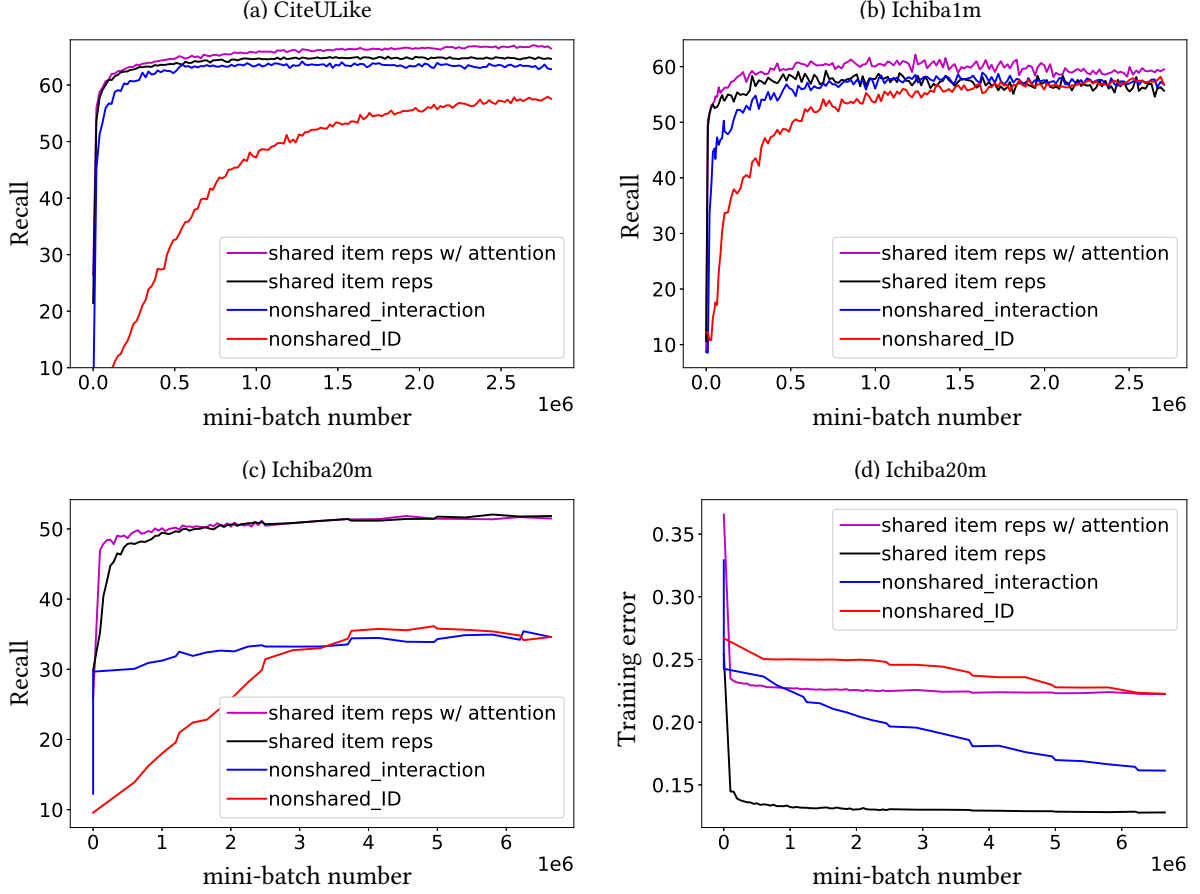 (a) CiteULike
Recall
60
50
40
30
20
10
shared item reps w/ attention
shared item reps
nonshared_interaction
nonshared_ID
0.0 0.5 1.0 1.5 2.0 2.5
1e6
mini-batch number
(b) Ichiba1m
Recall
60
50
40
30
20
10
shared item reps w/ attention
shared item reps
nonshared_interaction
nonshared_ID
0.0 0.5 1.0 1.5 2.0 2.5
1e6
mini-batch number
(c) Ichiba20m
Recall
50
40
30
20
10
shared item reps w/ attention
shared item reps
nonshared_interaction
nonshared_ID
0 1 2 3 4 5 6
1e6
mini-batch number
(d) Ichiba20m
Training error
0.35
0.30
0.25
0.20
0.15
shared item reps w/ attention
shared item reps
nonshared_interaction
nonshared_ID
0 1 2 3 4 5 6
1e6
mini-batch number